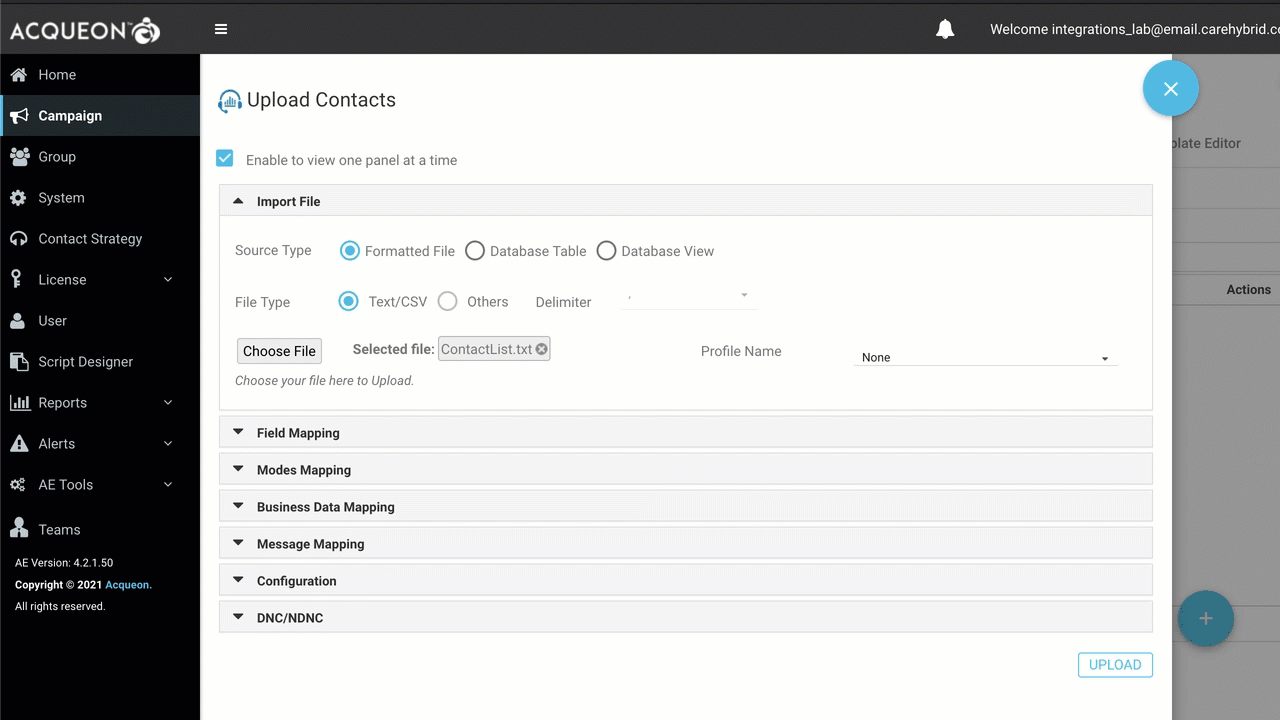 ACQUEON™
Welcome integrations_lab@email.carehybrid.co
Home
Campaign
Group
System
Contact Strategy
License
User
Script Designer
Reports
Alerts
AE Tools
Teams
AE Version: 4.2.1.50
Copyright © 2021 Acqueon.
All rights reserved.
Upload Contacts
Enable to view one panel at a time
Import File
Source Type Formatted File Database Table Database View
File Type Text/CSV Others Delimiter ,
Choose File Selected file: ContactList.txt Profile Name None
Choose your file here to Upload.
Field Mapping
Modes Mapping
Business Data Mapping
Message Mapping
Configuration
DNC/NDNC
UPLOAD
plate Editor
Actions